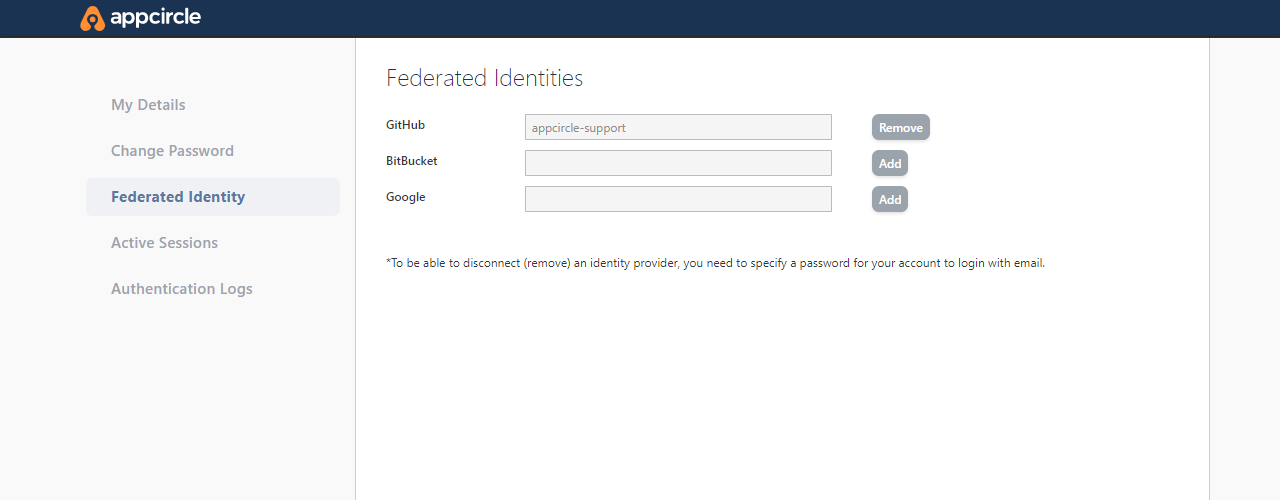 appcircle
My Details
Change Password
Federated Identity
Active Sessions
Authentication Logs
Federated Identities
GitHub appcircle-support Remove
BitBucket Add
Google Add
*To be able to disconnect (remove) an identity provider, you need to specify a password for your account to login with email.